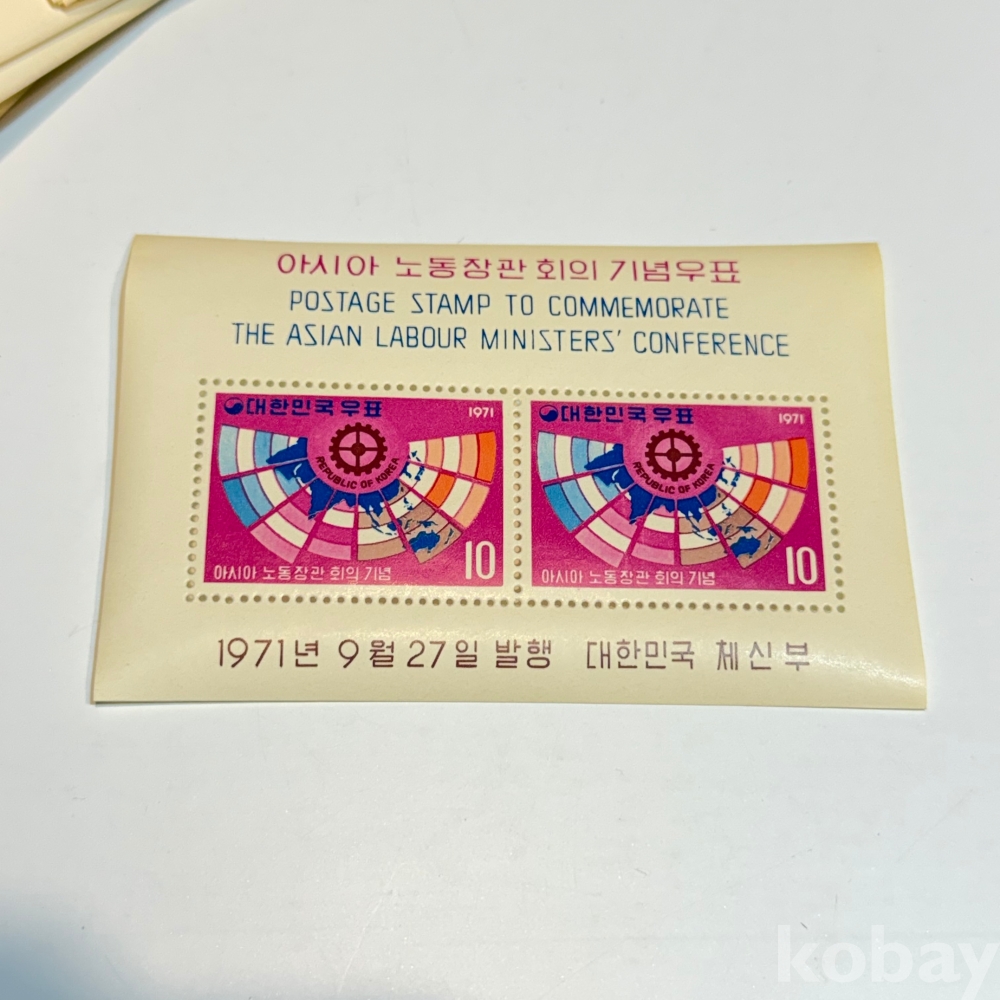 아시아 노동장관 회의 기념우표
POSTAGE STAMP TO COMMEMORATE
THE ASIAN LABOUR MINISTERS' CONFERENCE
대한민국우표 1971
REPUBLIC OF KOREA
10
아시아 노동장관 회의 기념
대한민국우표 1971
REPUBLIC OF KOREA
10
아시아 노동장관 회의 기념
1971년 9월 27일 발행 대한민국 체신부
kobay